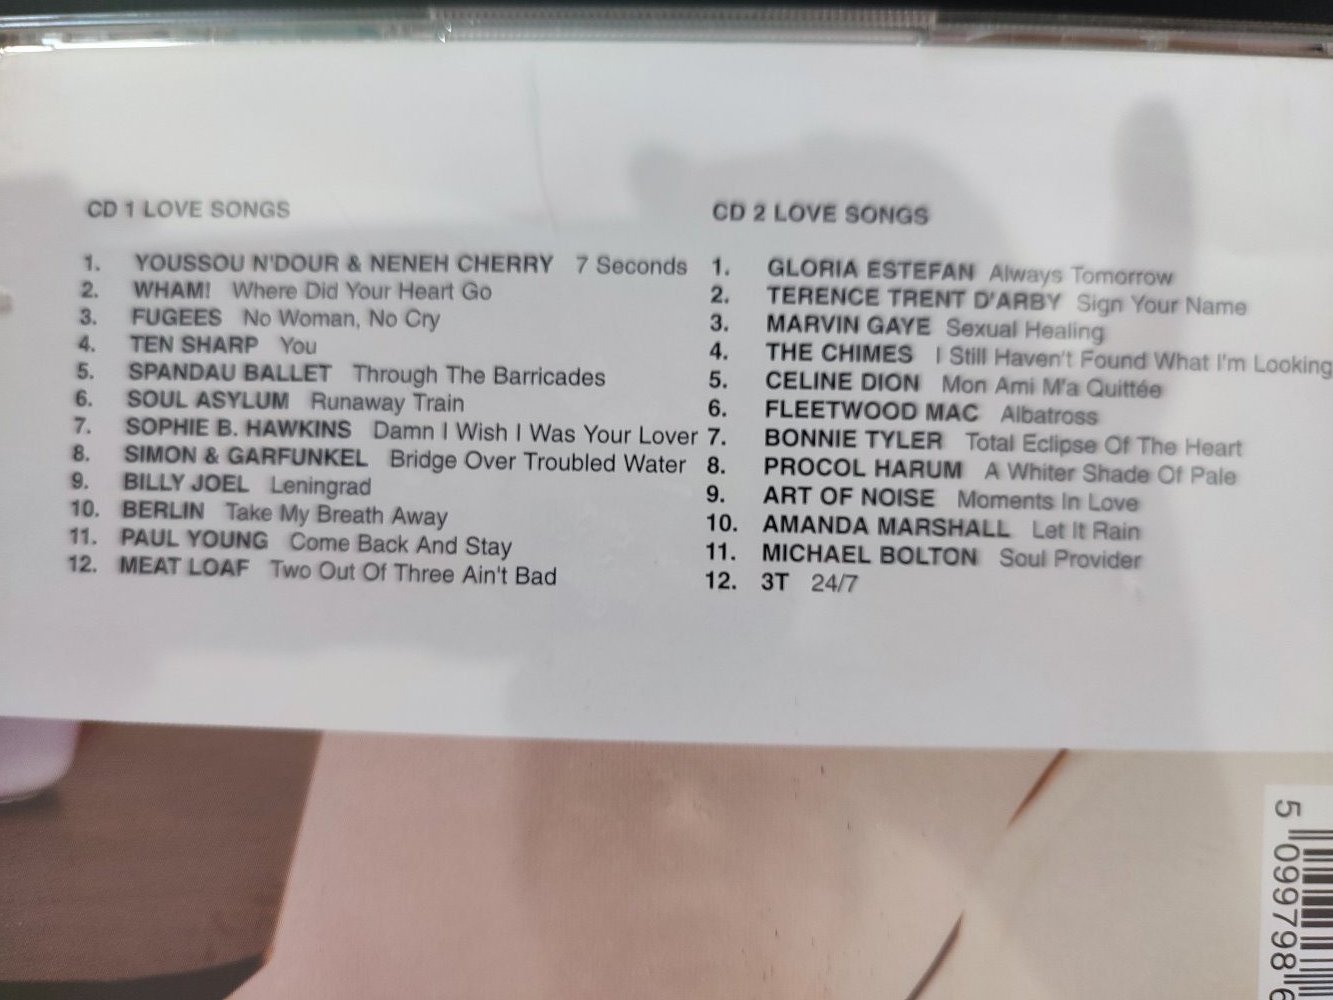 CD 1 LOVE SONGS
1. YOUSSOU N'DOUR & NENEH CHERRY 7 Seconds
2. WHAM! Where Did Your Heart Go
3. FUGEES No Woman, No Cry
4. TEN SHARP You
5. SPANDAU BALLET Through The Barricades
6. SOUL ASYLUM Runaway Train
7. SOPHIE B. HAWKINS Damn I Wish I Was Your Lover
8. SIMON & GARFUNKEL Bridge Over Troubled Water
9. BILLY JOEL Leningrad
10. BERLIN Take My Breath Away
11. PAUL YOUNG Come Back And Stay
12. MEAT LOAF Two Out Of Three Ain't Bad
CD 2 LOVE SONGS
1. GLORIA ESTEFAN Always Tomorrow
2. TERENCE TRENT D'ARBY Sign Your Name
3. MARVIN GAYE Sexual Healing
4. THE CHIMES I Still Haven't Found What I'm Looking
5. CELINE DION Mon Ami M'a Quittée
6. FLEETWOOD MAC Albatross
7. BONNIE TYLER Total Eclipse Of The Heart
8. PROCOL HARUM A Whiter Shade Of Pale
9. ART OF NOISE Moments In Love
10. AMANDA MARSHALL Let It Rain
11. MICHAEL BOLTON Soul Provider
12. 3T 24/7
5 099798 6